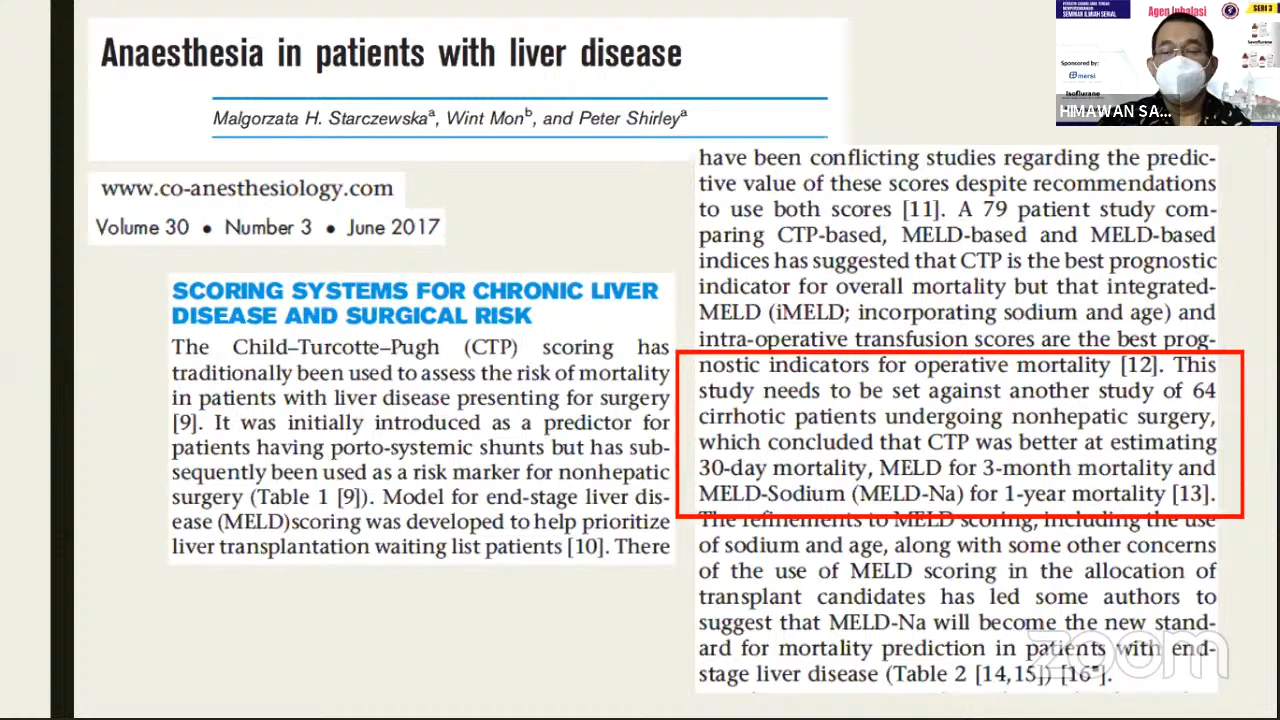 Anaesthesia in patients with liver disease
Malgorzata H. Starczewskaᵃ, Wint Monᵇ, and Peter Shirleyᵃ
www.co-anesthesiology.com
Volume 30 • Number 3 • June 2017
SCORING SYSTEMS FOR CHRONIC LIVER
DISEASE AND SURGICAL RISK
The Child–Turcotte–Pugh (CTP) scoring has
traditionally been used to assess the risk of mortality
in patients with liver disease presenting for surgery
[9]. It was initially introduced as a predictor for
patients having porto-systemic shunts but has sub-
sequently been used as a risk marker for nonhepatic
surgery (Table 1 [9]). Model for end-stage liver dis-
ease (MELD)scoring was developed to help prioritize
liver transplantation waiting list patients [10]. There
have been conflicting studies regarding the predic-
tive value of these scores despite recommendations
to use both scores [11]. A 79 patient study com-
paring CTP-based, MELD-based and MELD-based
indices has suggested that CTP is the best prognostic
indicator for overall mortality but that integrated-
MELD (iMELD; incorporating sodium and age) and
intra-operative transfusion scores are the best prog-
nostic indicators for operative mortality [12]. This
study needs to be set against another study of 64
cirrhotic patients undergoing nonhepatic surgery,
which concluded that CTP was better at estimating
30-day mortality, MELD for 3-month mortality and
MELD-Sodium (MELD-Na) for 1-year mortality [13].
The refinements to MELD scoring, including the use
of sodium and age, along with some other concerns
of the use of MELD scoring in the allocation of
transplant candidates has led some authors to
suggest that MELD-Na will become the new stand-
ard for mortality prediction in patients with end-
stage liver disease (Table 2 [14,15]) [16▪].
SEMINAR ILMIAH SERIAL
Agen Inhalasi
SERI 3
Sevoflurane
Sponsored by:
mersi
Isoflurane
HIMAWAN SA...
zoom